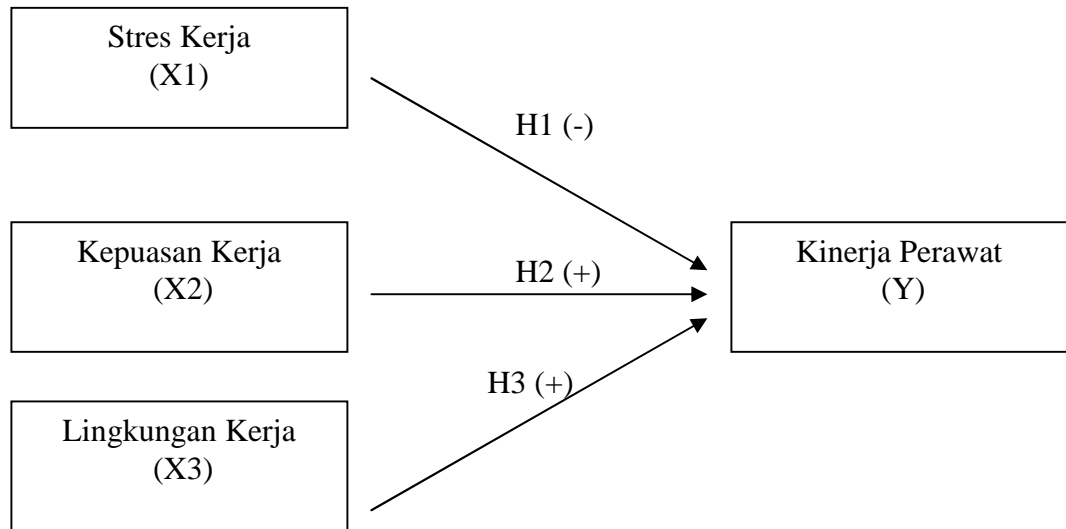 Stres Kerja
(X1)
H1 (-)
Kepuasan Kerja
(X2)
H2 (+)
Kinerja Perawat
(Y)
H3 (+)
Lingkungan Kerja
(X3)